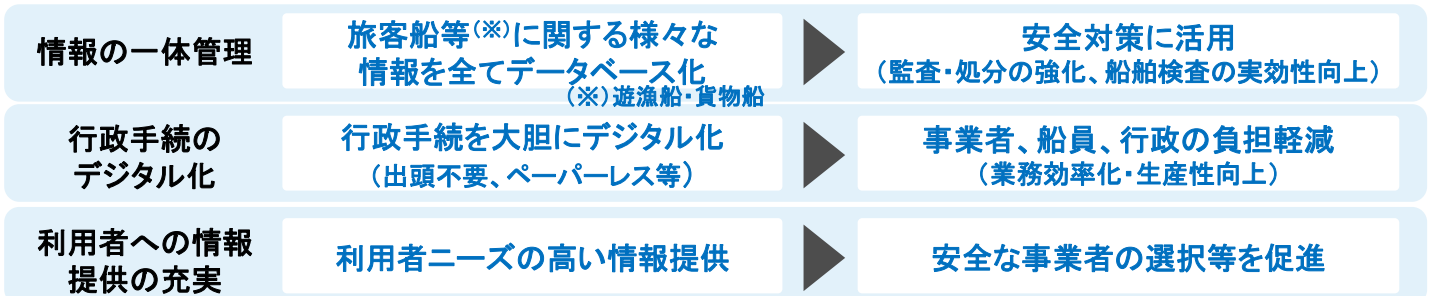 情報の一体管理
旅客船等(※)に関する様々な
情報を全てデータベース化
(※)遊漁船・貨物船
安全対策に活用
(監査・処分の強化、船舶検査の実効性向上)
行政手続の
デジタル化
行政手続を大胆にデジタル化
(出頭不要、ペーパーレス等)
事業者、船員、行政の負担軽減
(業務効率化・生産性向上)
利用者への情報
提供の充実
利用者ニーズの高い情報提供
安全な事業者の選択等を促進